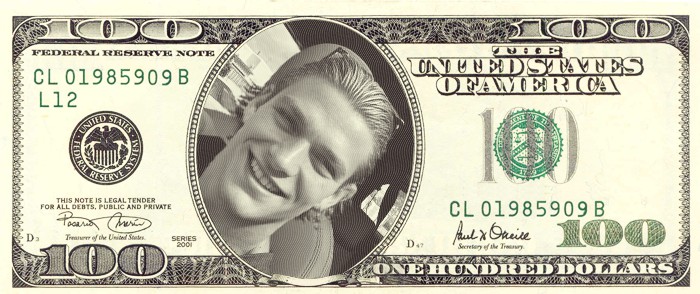 100
100
FEDERAL RESERVE NOTE
THE
UNITED STATES
OF AMERICA
CL 01985909 B
L12
100
UNITED STATES
FEDERAL RESERVE SYSTEM
THIS NOTE IS LEGAL TENDER
FOR ALL DEBTS, PUBLIC AND PRIVATE
CL 01985909 B
Rosario Marin
Treasurer of the United States.
SERIES
2001
D 3
D 47
Paul H. O'Neill
Secretary of the Treasury.
100
100
ONE HUNDRED DOLLARS